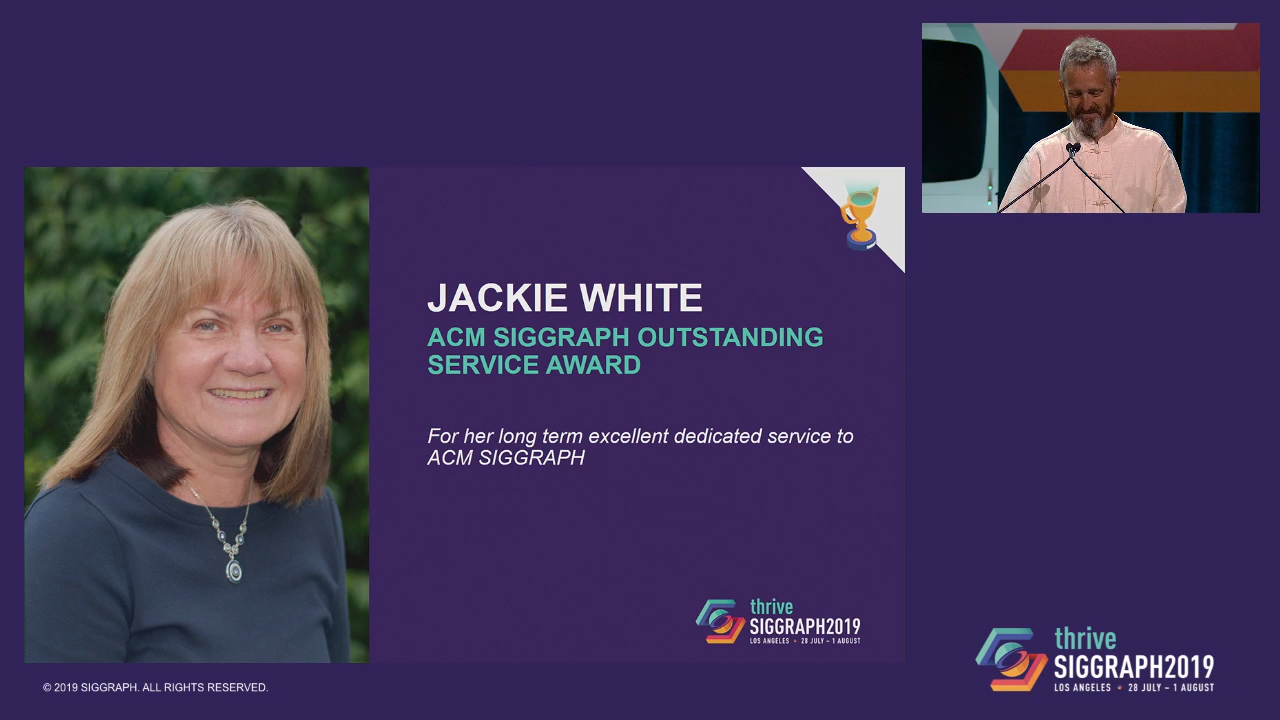 JACKIE WHITE
ACM SIGGRAPH OUTSTANDING
SERVICE AWARD
For her long term excellent dedicated service to
ACM SIGGRAPH
thrive
SIGGRAPH2019
LOS ANGELES • 28 JULY – 1 AUGUST
© 2019 SIGGRAPH. ALL RIGHTS RESERVED.
thrive
SIGGRAPH2019
LOS ANGELES • 28 JULY – 1 AUGUST